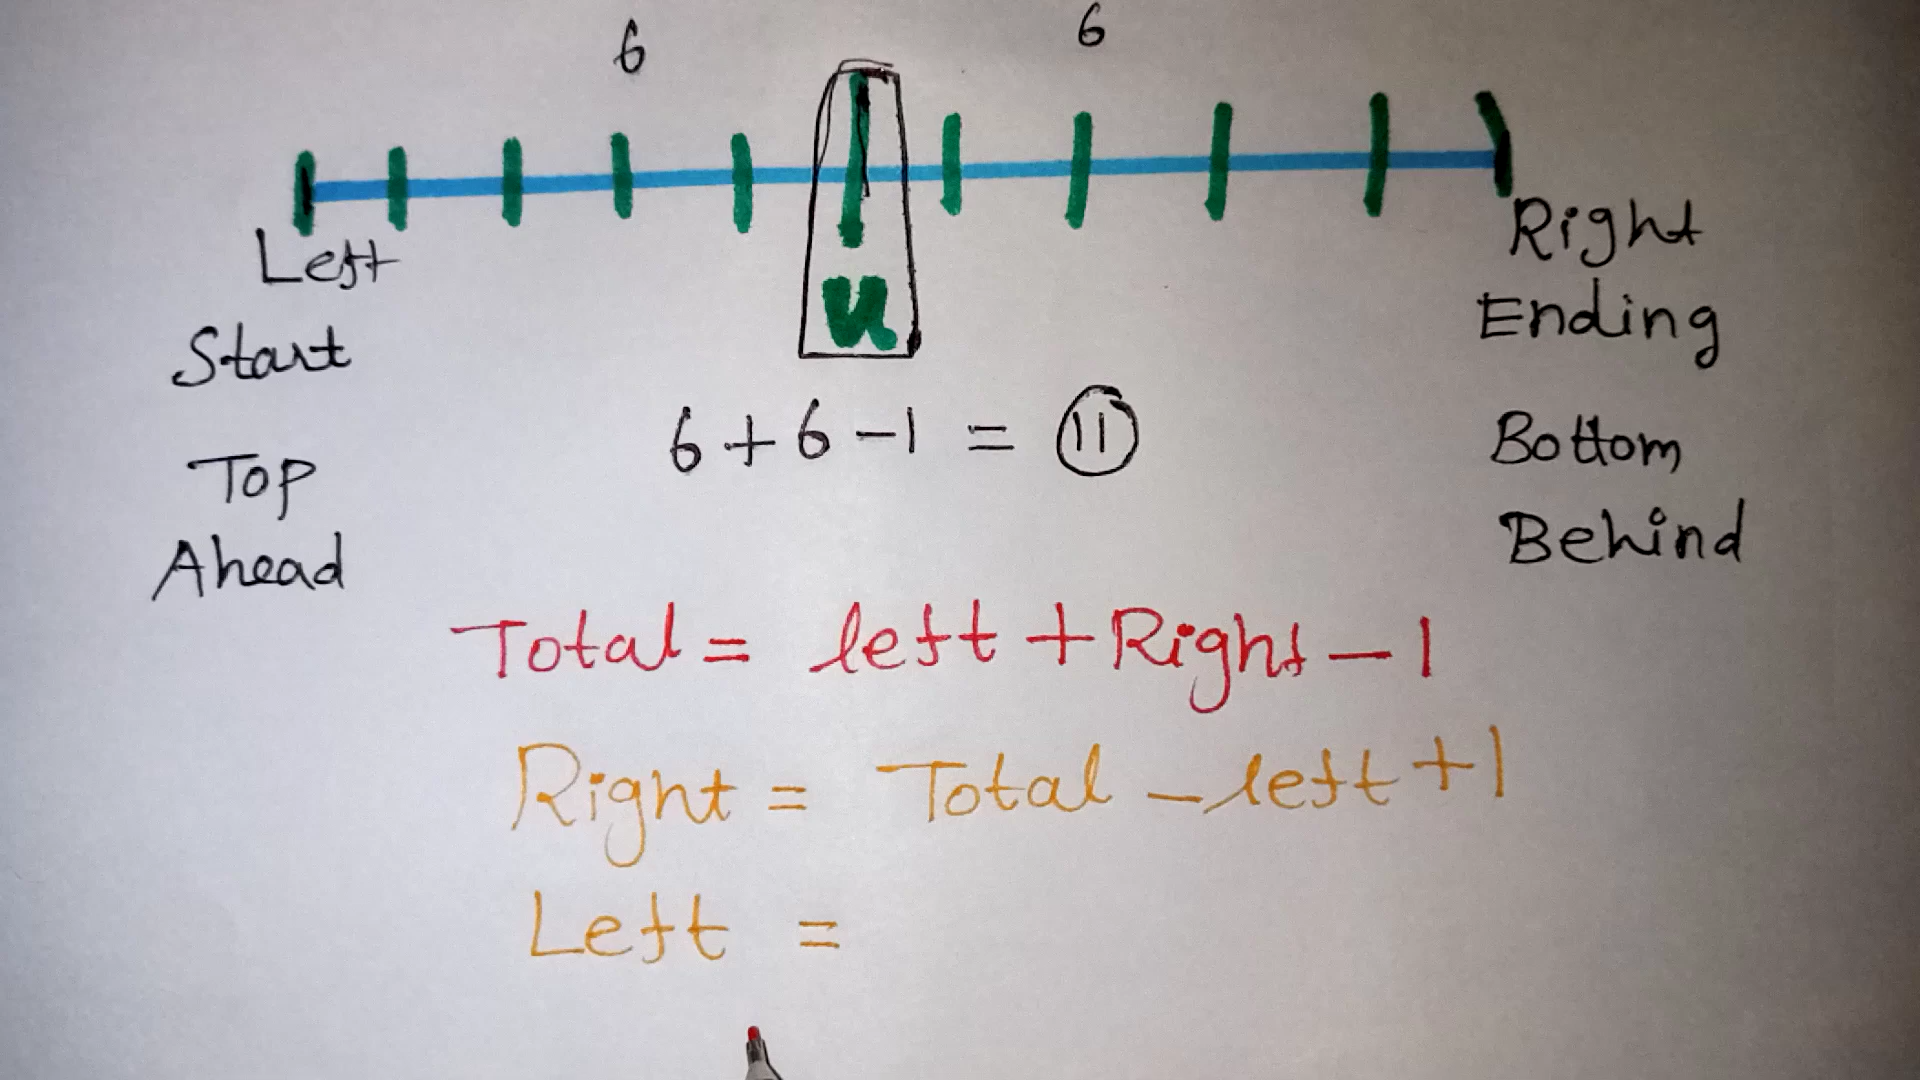 6 6
Left Right
u
Start Ending
6 + 6 - 1 = 11
Top Bottom
Ahead Behind
Total = left + Right - 1
Right = Total - left + 1
Left =